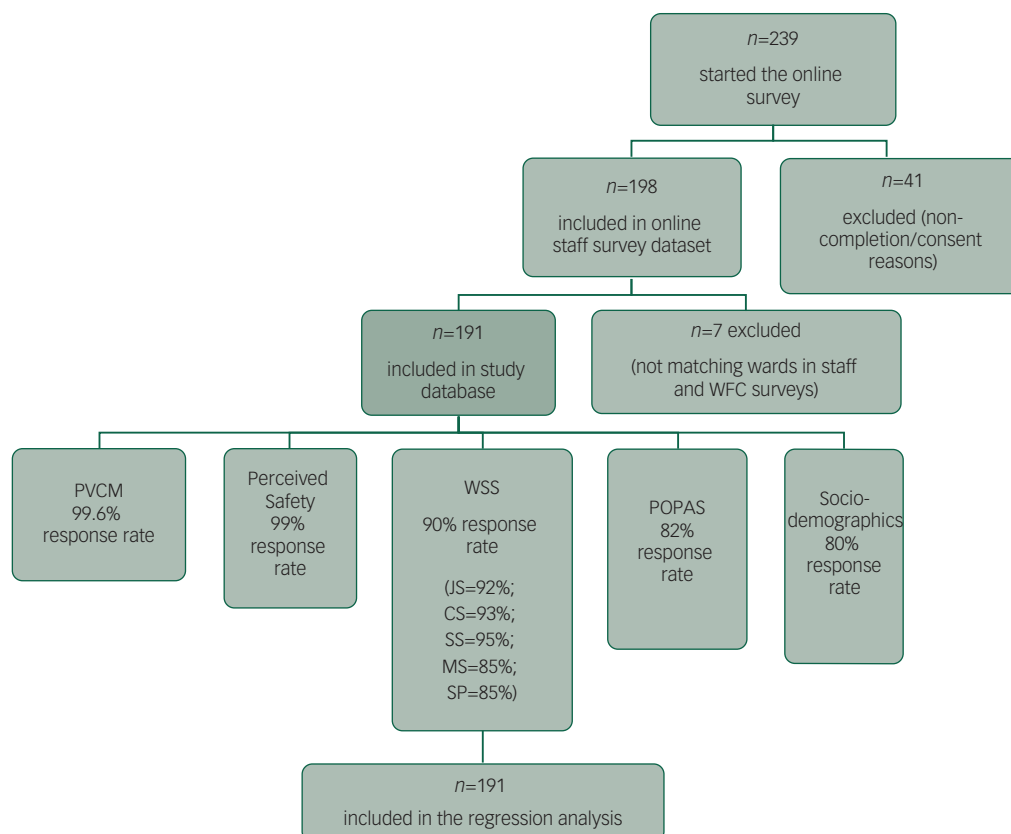 n=239
started the online
survey
n=198
included in online
staff survey dataset
n=41
excluded (non-
completion/consent
reasons)
n=191
included in study
database
n=7 excluded
(not matching wards in staff
and WFC surveys)
PVCM
99.6%
response rate
Perceived
Safety
99%
response
rate
WSS
90% response
rate
(JS=92%;
CS=93%;
SS=95%;
MS=85%;
SP=85%)
POPAS
82%
response
rate
Socio-
demographics
80%
response
rate
n=191
included in the regression analysis